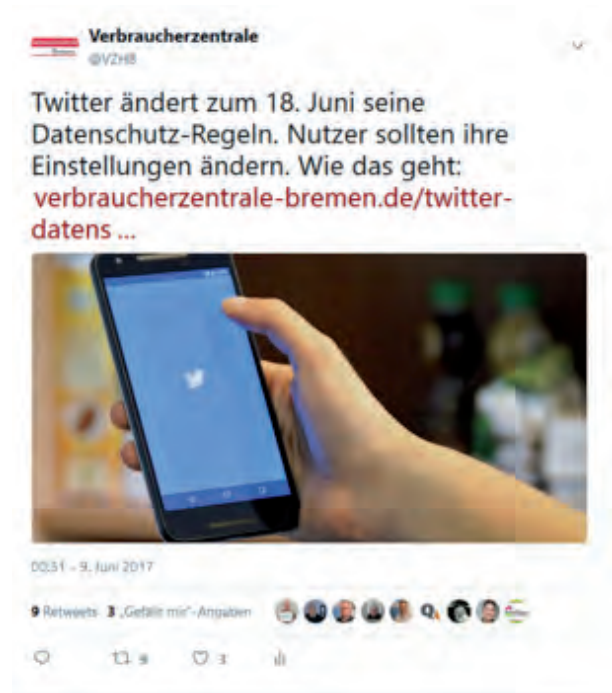 Verbraucherzentrale
@VZHB
Twitter ändert zum 18. Juni seine
Datenschutz-Regeln. Nutzer sollten ihre
Einstellungen ändern. Wie das geht:
verbraucherzentrale-bremen.de/twitter-
datens ...
00:51 - 9. Juni 2017
9 Retweets 3 „Gefällt mir“-Angaben
9 3